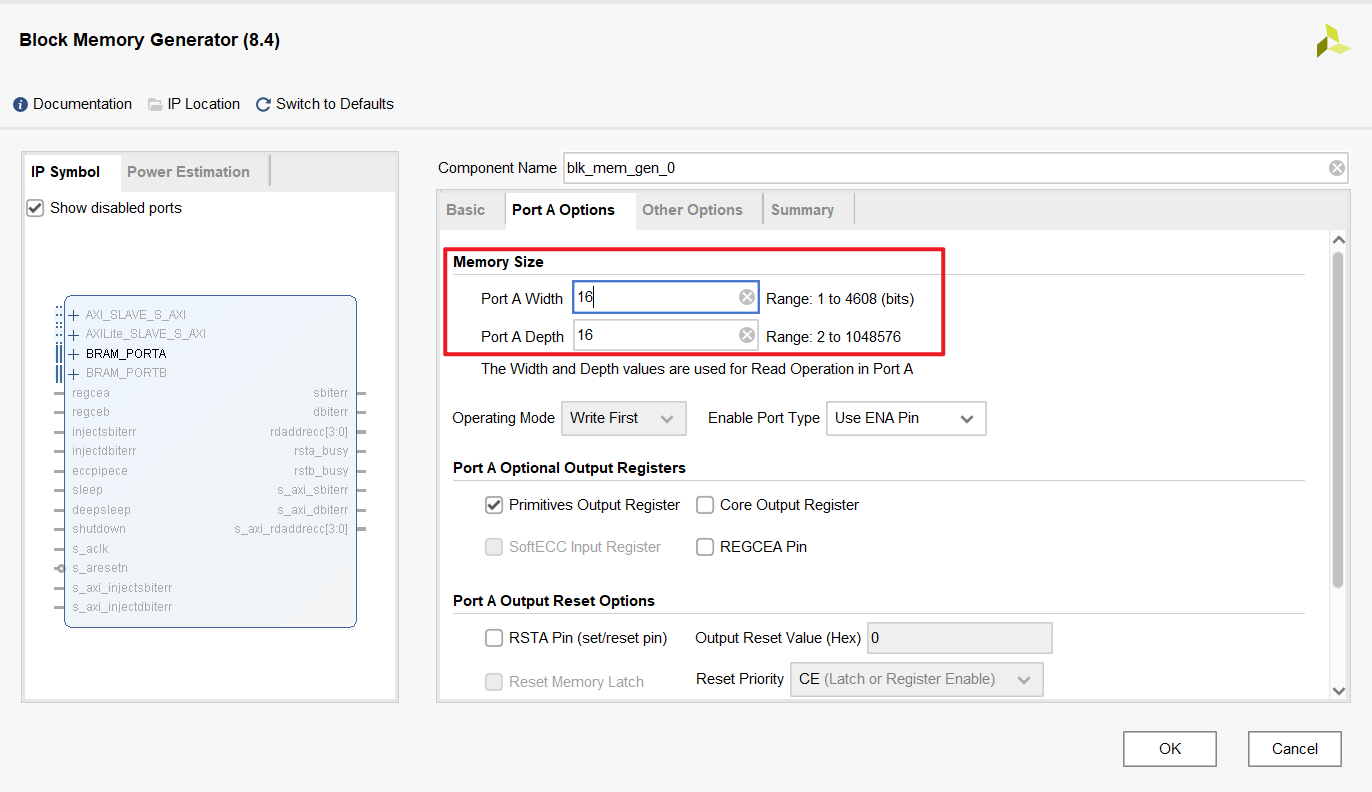 Block Memory Generator (8.4)
Documentation IP Location Switch to Defaults
IP Symbol Power Estimation
Show disabled ports
AXI_SLAVE_S_AXI
AXILite_SLAVE_S_AXI
BRAM_PORTA
BRAM_PORTB
regcea sbiterr
regceb dbiterr
injectsbiterr rdaddrecc[3:0]
injectdbiterr rsta_busy
eccpipece rstb_busy
sleep s_axi_sbiterr
deepsleep s_axi_dbiterr
shutdown s_axi_rdaddrecc[3:0]
s_aclk
s_aresetn
s_axi_injectsbiterr
s_axi_injectdbiterr
Component Name blk_mem_gen_0
Basic Port A Options Other Options Summary
Memory Size
Port A Width 16 Range: 1 to 4608 (bits)
Port A Depth 16 Range: 2 to 1048576
The Width and Depth values are used for Read Operation in Port A
Operating Mode Write First Enable Port Type Use ENA Pin
Port A Optional Output Registers
Primitives Output Register Core Output Register
SoftECC Input Register REGCEA Pin
Port A Output Reset Options
RSTA Pin (set/reset pin) Output Reset Value (Hex) 0
Reset Memory Latch Reset Priority CE (Latch or Register Enable)
OK Cancel